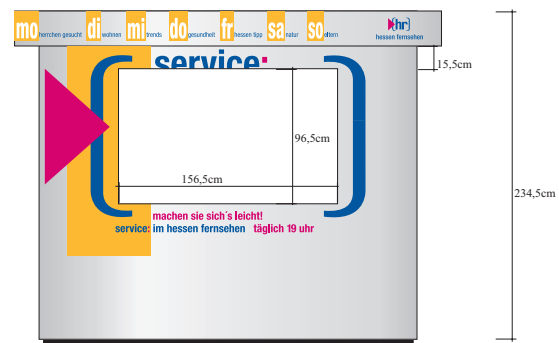 mo herrchen gesucht di wohnen mi trends do gesundheit fr hessen tipp sa natur so eltern
hr
hessen fernsehen
service:
15,5cm
96,5cm
156,5cm
234,5cm
machen sie sich´s leicht!
service: im hessen fernsehen täglich 19 uhr